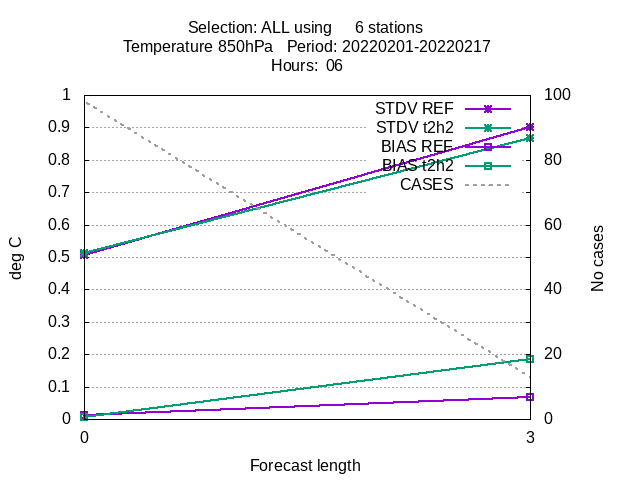 Selection: ALL using 6 stations
Temperature 850hPa Period: 20220201-20220217
Hours: 06
1
0.9
0.8
0.7
0.6
0.5
0.4
0.3
0.2
0.1
0
100
80
60
40
20
0
STDV REF
STDV t2h2
BIAS REF
BIAS t2h2
CASES
deg C
No cases
0 3
Forecast length